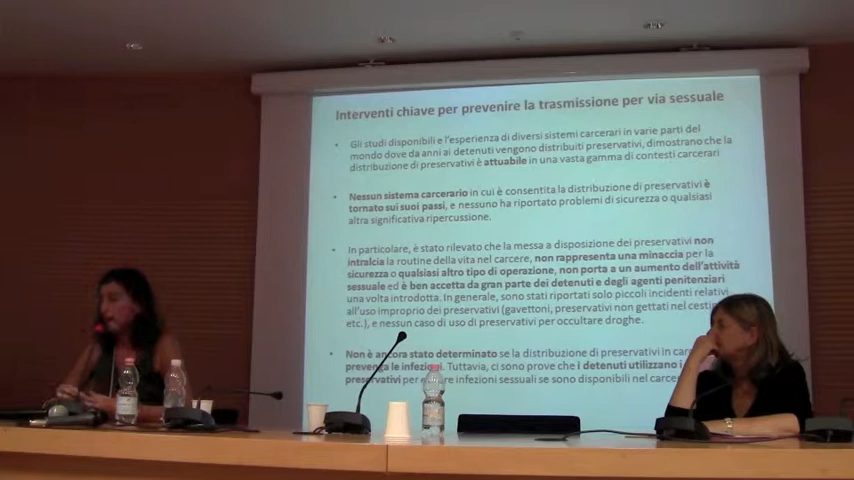 Interventi chiave per prevenire la trasmissione per via sessuale
• Gli studi disponibili e l'esperienza di diversi sistemi carcerari in varie parti del
mondo dove da anni ai detenuti vengono distribuiti preservativi, dimostrano che la
distribuzione di preservativi è attuabile in una vasta gamma di contesti carcerari.
• Nessun sistema carcerario in cui è consentita la distribuzione di preservativi è
tornato sui suoi passi, e nessuno ha riportato problemi di sicurezza o qualsiasi
altra significativa ripercussione.
• In particolare, è stato rilevato che la messa a disposizione dei preservativi non
intralcia la routine della vita nel carcere, non rappresenta una minaccia per la
sicurezza o qualsiasi altro tipo di operazione, non porta a un aumento dell'attività
sessuale ed è ben accettata da gran parte dei detenuti e degli agenti penitenziari
una volta introdotta. In generale, sono stati riportati solo piccoli incidenti relativi
all'uso improprio dei preservativi (gavettoni, preservativi non gettati nel cestino
etc.), e nessun caso di uso di preservativi per occultare droghe.
• Non è ancora stato determinato se la distribuzione di preservativi in
prevenga le infezioni. Tuttavia, ci sono prove che i detenuti utilizzano i
preservativi per infezioni sessuali se sono disponibili nel carcere